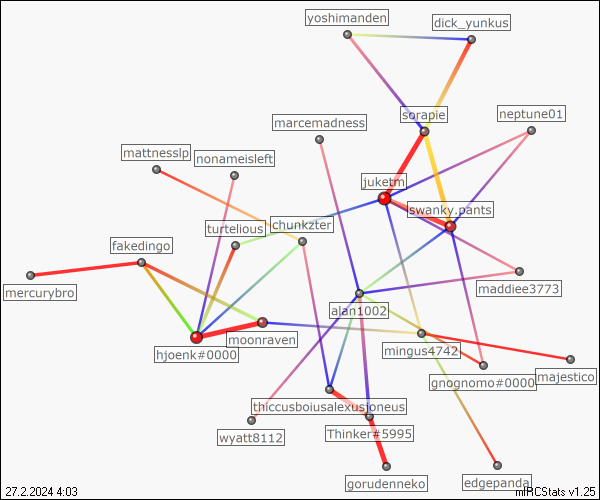 yoshimanden
dick_yunkus
sorapie
neptune01
marcemadness
mattnesslp
nonameisleft
juketm
swanky.pants
turtelious
chunkzter
fakedingo
maddiee3773
mercurybro
alan1002
moonraven
hjoenk#0000
mingus4742
majestico
gnognomo#0000
thiccusboiusalexusjoneus
wyatt8112
Thinker#5995
gorudenneko
edgepanda
27.2.2024 4:03
mIRCStats v1.25